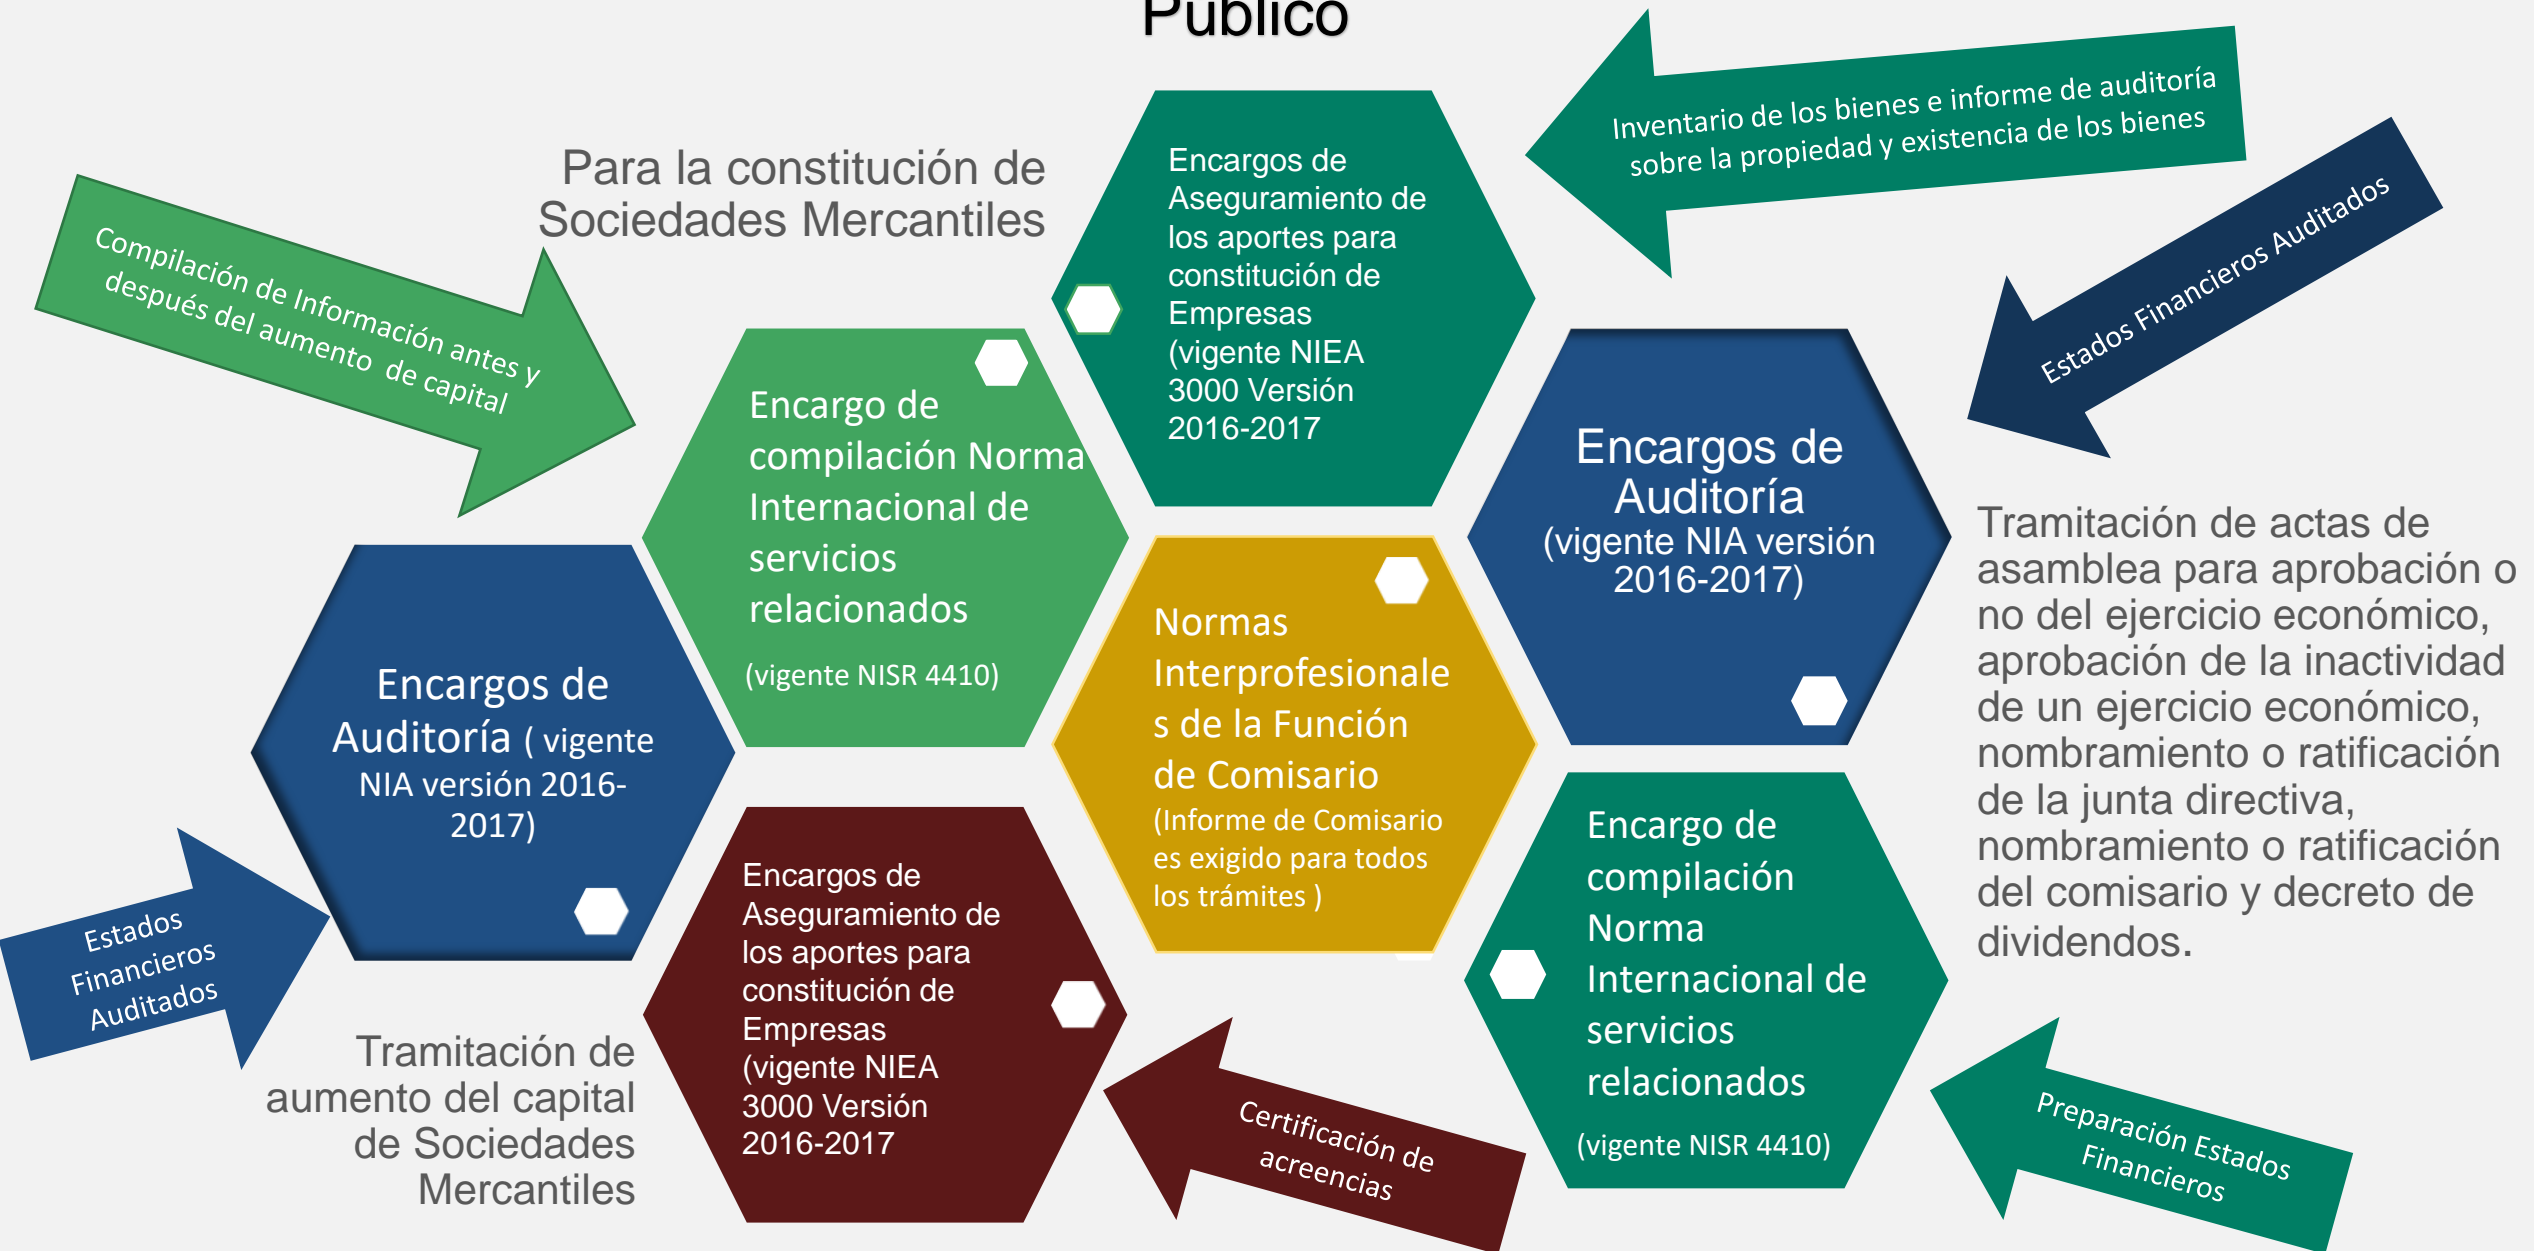 Público
Para la constitución de
Sociedades Mercantiles
Compilación de Información antes y
después del aumento  de capital
Encargos de
Aseguramiento de
los aportes para
constitución de
Empresas
(vigente NIEA
3000 Versión
2016-2017
Inventario de los bienes e informe de auditoría
sobre la propiedad y existencia de los bienes
Estados Financieros Auditados
Encargo de
compilación Norma
Internacional de
servicios
relacionados
(vigente NISR 4410)
Encargos de
Auditoría
(vigente NIA versión
2016-2017)
Tramitación de actas de
asamblea para aprobación o
no del ejercicio económico,
aprobación de la inactividad
de un ejercicio económico,
nombramiento o ratificación
de la junta directiva,
nombramiento o ratificación
del comisario y decreto de
dividendos.
Encargos de
Auditoría ( vigente
NIA versión 2016-
2017)
Normas
Interprofesionale
s de la Función
de Comisario
(Informe de Comisario
es exigido para todos
los trámites )
Estados
Financieros
Auditados
Encargos de
Aseguramiento de
los aportes para
constitución de
Empresas
(vigente NIEA
3000 Versión
2016-2017
Encargo de
compilación
Norma
Internacional de
servicios
relacionados
(vigente NISR 4410)
Tramitación de
aumento del capital
de Sociedades
Mercantiles
Certificación de
acreencias
Preparación Estados
Financieros